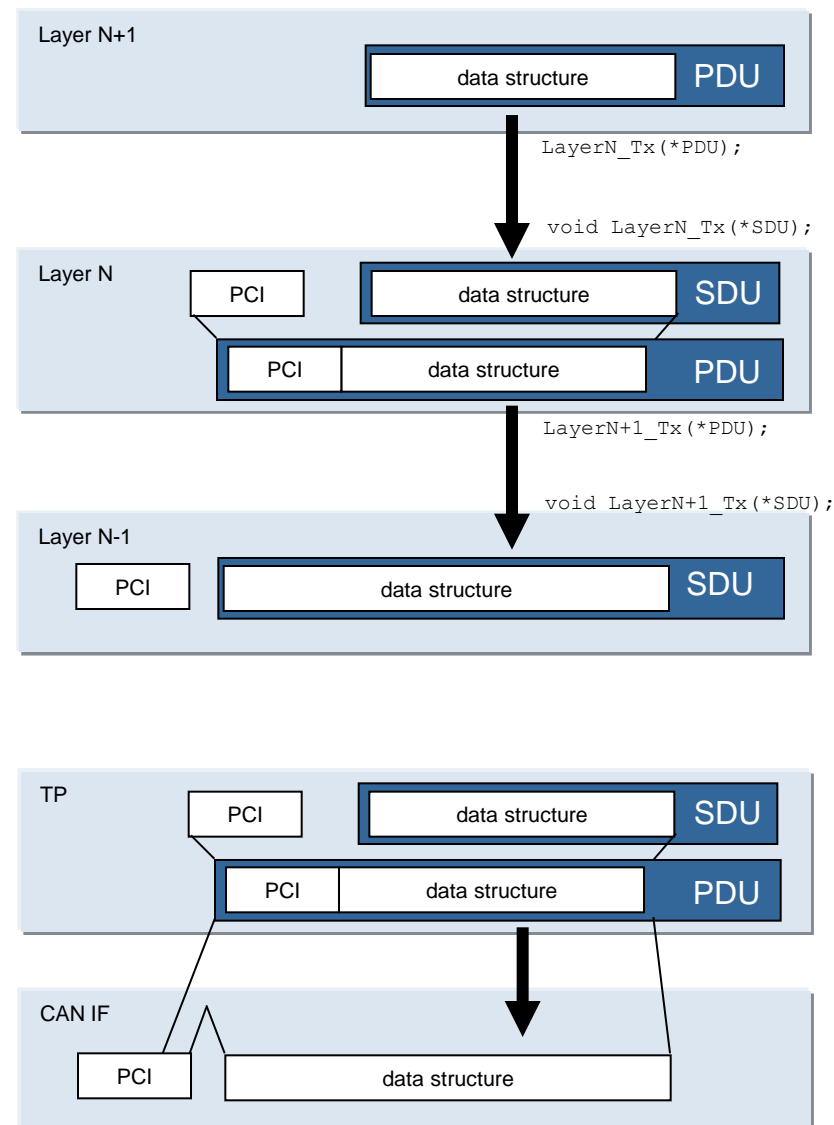 Layer N+1
data structure PDU
LayerN_Tx(*PDU);
void LayerN_Tx(*SDU);
Layer N
PCI data structure SDU
PCI data structure PDU
LayerN+1_Tx(*PDU);
void LayerN+1_Tx(*SDU);
Layer N-1
PCI data structure SDU
TP
PCI data structure SDU
PCI data structure PDU
CAN IF
PCI data structure